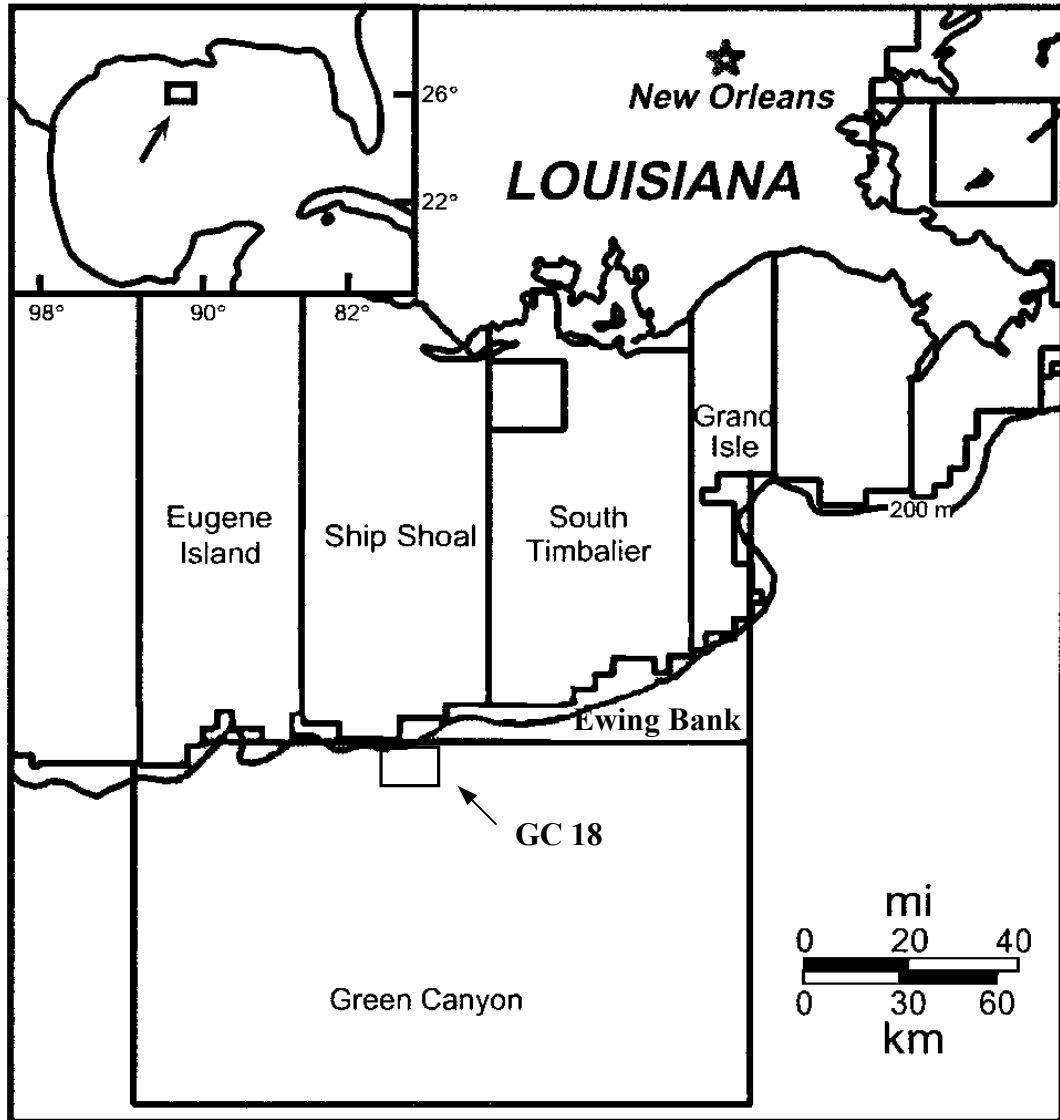 26°
22°
98°
90°
82°
New Orleans
LOUISIANA
Grand
Isle
Eugene
Island
Ship Shoal
South
Timbalier
200 m
Ewing Bank
GC 18
Green Canyon
mi
0 20 40
0 30 60
km